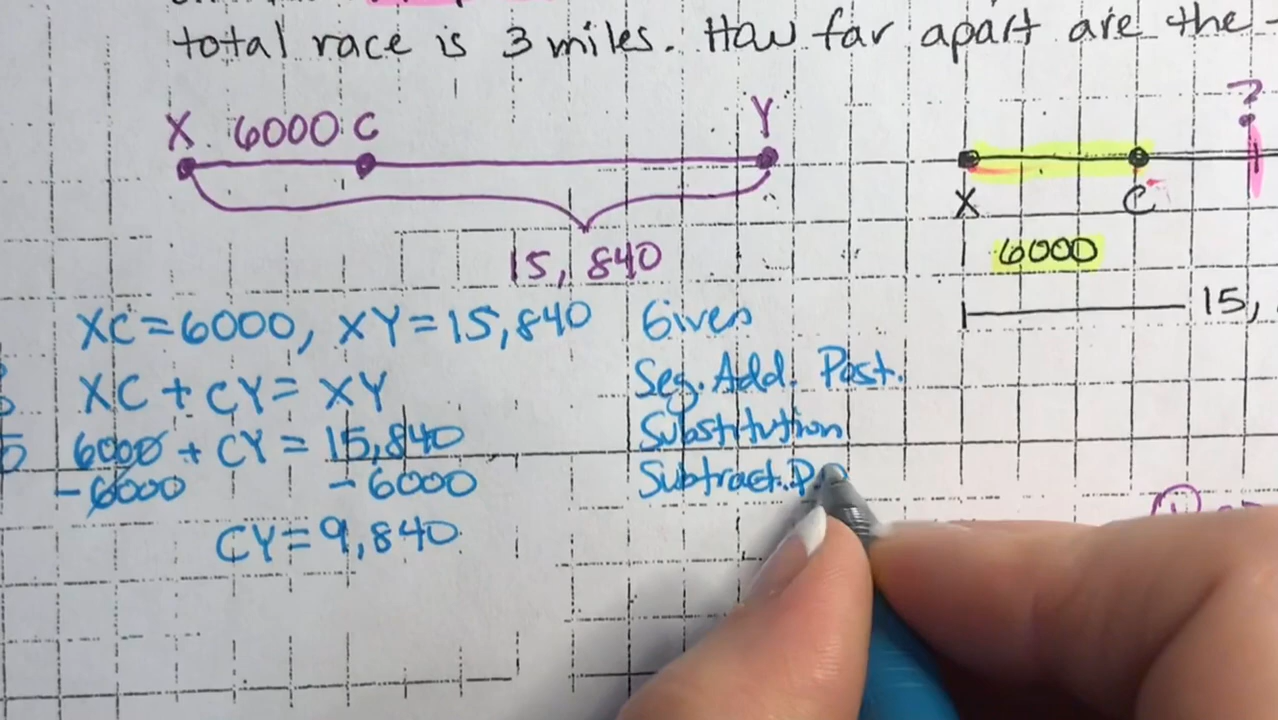 total race is 3 miles. How far apart are the
X 6000 C Y
15,840
XC = 6000, XY = 15,840 Given
XC + CY = XY Seg. Add. Post.
6000 + CY = 15,840 Substitution
-6000 -6000 Subtract.
CY = 9,840
?
X C
6000
15,